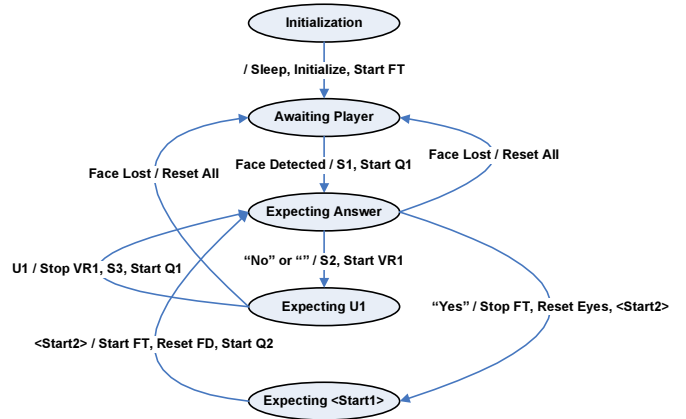 Initialization
/ Sleep, Initialize, Start FT
Awaiting Player
Face Detected / S1, Start Q1
Face Lost / Reset All
Face Lost / Reset All
Expecting Answer
“No” or “” / S2, Start VR1
U1 / Stop VR1, S3, Start Q1
Expecting U1
“Yes” / Stop FT, Reset Eyes, <Start2>
<Start2> / Start FT, Reset FD, Start Q2
Expecting <Start1>